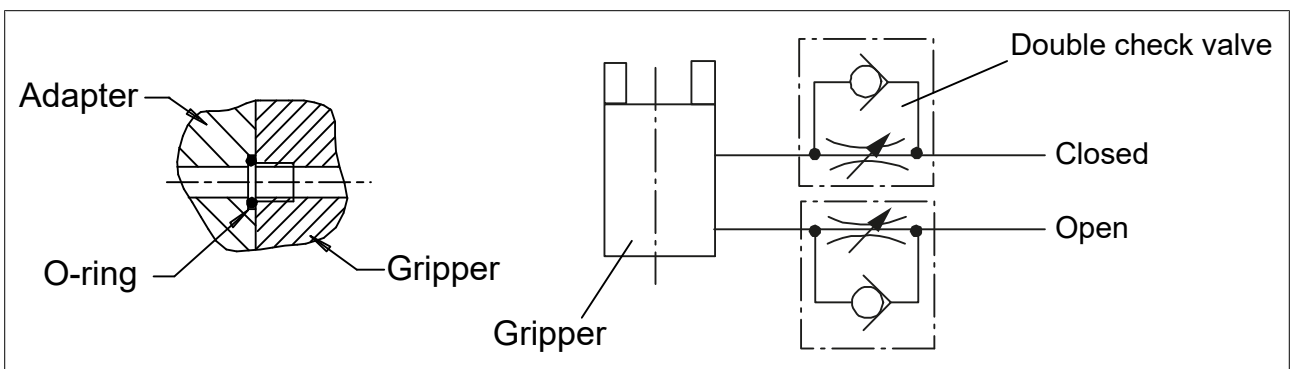 Adapter
O-ring
Gripper
Gripper
Double check valve
Closed
Open